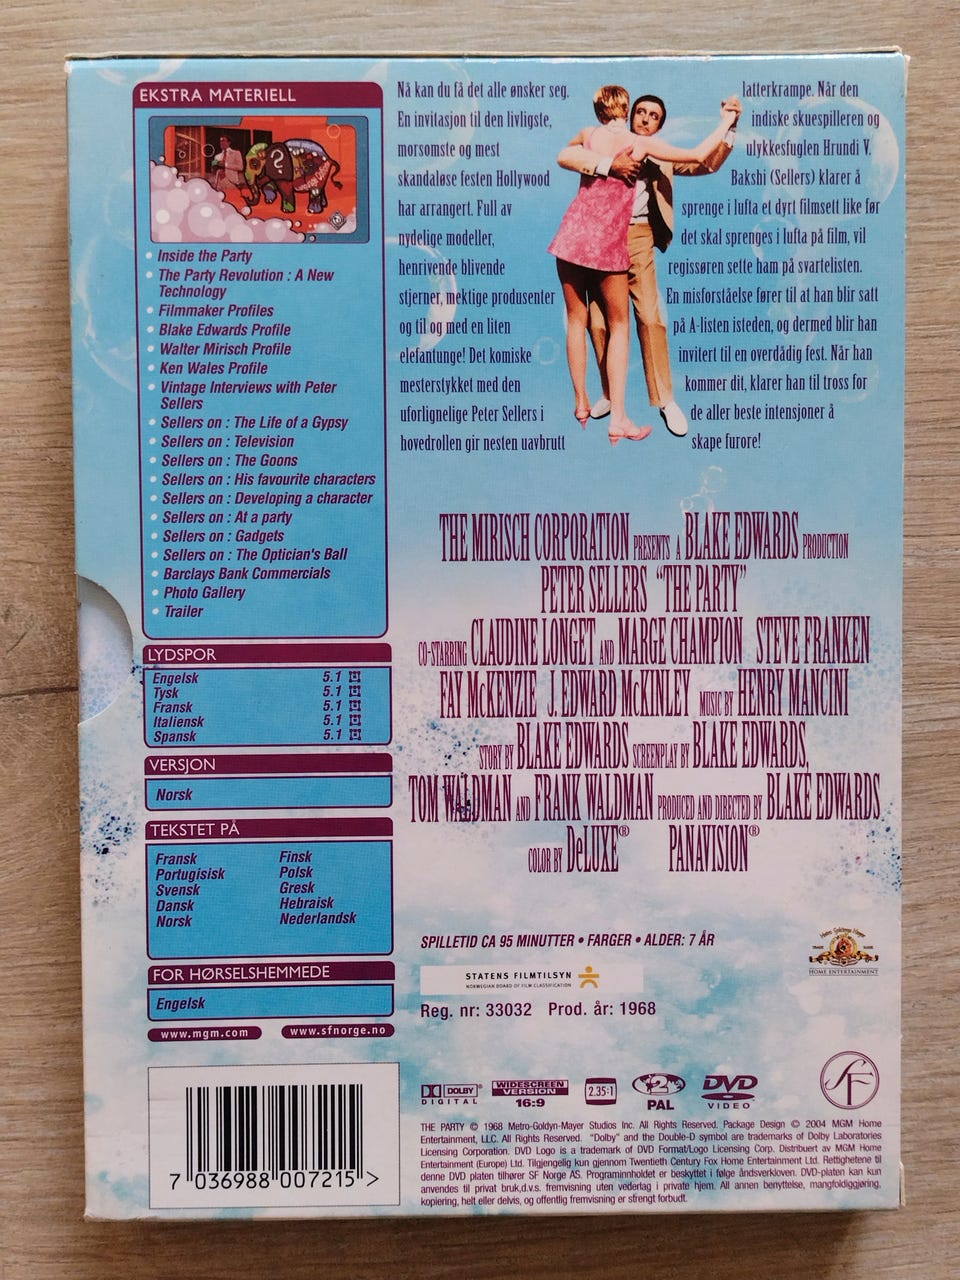 EKSTRA MATERIELL
Inside the Party
The Party Revolution : A New
Technology
Filmmaker Profiles
Blake Edwards Profile
Walter Mirisch Profile
Ken Wales Profile
Vintage Interviews with Peter
Sellers
Sellers on : The Life of a Gypsy
Sellers on : Television
Sellers on : The Goons
Sellers on : His favourite characters
Sellers on : Developing a character
Sellers on : At a party
Sellers on : Gadgets
Sellers on : The Optician's Ball
Barclays Bank Commercials
Photo Gallery
Trailer
LYDSPOR
Engelsk 5.1
Tysk 5.1
Fransk 5.1
Italiensk 5.1
Spansk 5.1
VERSJON
Norsk
TEKSTET PÅ
Fransk Finsk
Portugisisk Polsk
Svensk Gresk
Dansk Hebraisk
Norsk Nederlandsk
FOR HØRSELSHEMMEDE
Engelsk
www.mgm.com www.sfnorge.no
7 036988 007215 >
Nå kan du få det alle ønsker seg.
En invitasjon til den livligste,
morsomste og mest
skandaløse festen Hollywood
har arrangert. Full av
nydelige modeller,
henrivende blivende
stjerner, mektige produsenter
og til og med en liten
elefantunge! Det komiske
mesterstykket med den
uforlignelige Peter Sellers i
hovedrollen gir nesten uavbrutt
latterkrampe. Når den
indiske skuespilleren og
ulykkesfuglen Hrundi V.
Bakshi (Sellers) klarer å
sprenge i lufta et dyrt filmsett like før
det skal sprenges i lufta på film, vil
regissøren sette ham på svartelisten.
En misforståelse fører til at han blir satt
på A-listen isteden, og dermed blir han
invitert til en overdådig fest. Når han
kommer dit, klarer han til tross for
de aller beste intensjoner å
skape furore!
THE MIRISCH CORPORATION PRESENTS A BLAKE EDWARDS PRODUCTION
PETER SELLERS "THE PARTY"
CO-STARRING CLAUDINE LONGET AND MARGE CHAMPION STEVE FRANKEN
FAY McKENZIE J. EDWARD McKINLEY MUSIC BY HENRY MANCINI
STORY BY BLAKE EDWARDS SCREENPLAY BY BLAKE EDWARDS,
TOM WALDMAN AND FRANK WALDMAN PRODUCED AND DIRECTED BY BLAKE EDWARDS
COLOR BY DeLUXE® PANAVISION®
SPILLETID CA 95 MINUTTER • FARGER • ALDER: 7 ÅR
STATENS FILMTILSYN
NORWEGIAN BOARD OF FILM CLASSIFICATION
Reg. nr: 33032 Prod. år: 1968
Metro Goldwyn Mayer
TRADE MARK
HOME ENTERTAINMENT
DOLBY DIGITAL
WIDESCREEN VERSION 16:9
2.35:1
2 PAL
DVD VIDEO
SF
THE PARTY © 1968 Metro-Goldyn-Mayer Studios Inc. All Rights Reserved. Package Design © 2004 MGM Home
Entertainment, LLC. All Rights Reserved. "Dolby" and the Double-D symbol are trademarks of Dolby Laboratories
Licensing Corporation. DVD Logo is a trademark of DVD Format/Logo Licensing Corp. Distribuert av MGM Home
Entertainment (Europe) Ltd. Tilgjengelig kun gjennom Twentieth Century Fox Home Entertainment Ltd. Rettighetene til
denne DVD platen tilhører SF Norge AS. Programinnholdet er beskyttet i følge åndsverkloven. DVD-platen kan kun
anvendes til privat bruk,d.v.s. fremvisning uten vederlag i private hjem. All annen benyttelse, mangfoldiggjøring,
kopiering, helt eller delvis, og offentlig fremvisning er strengt forbudt.